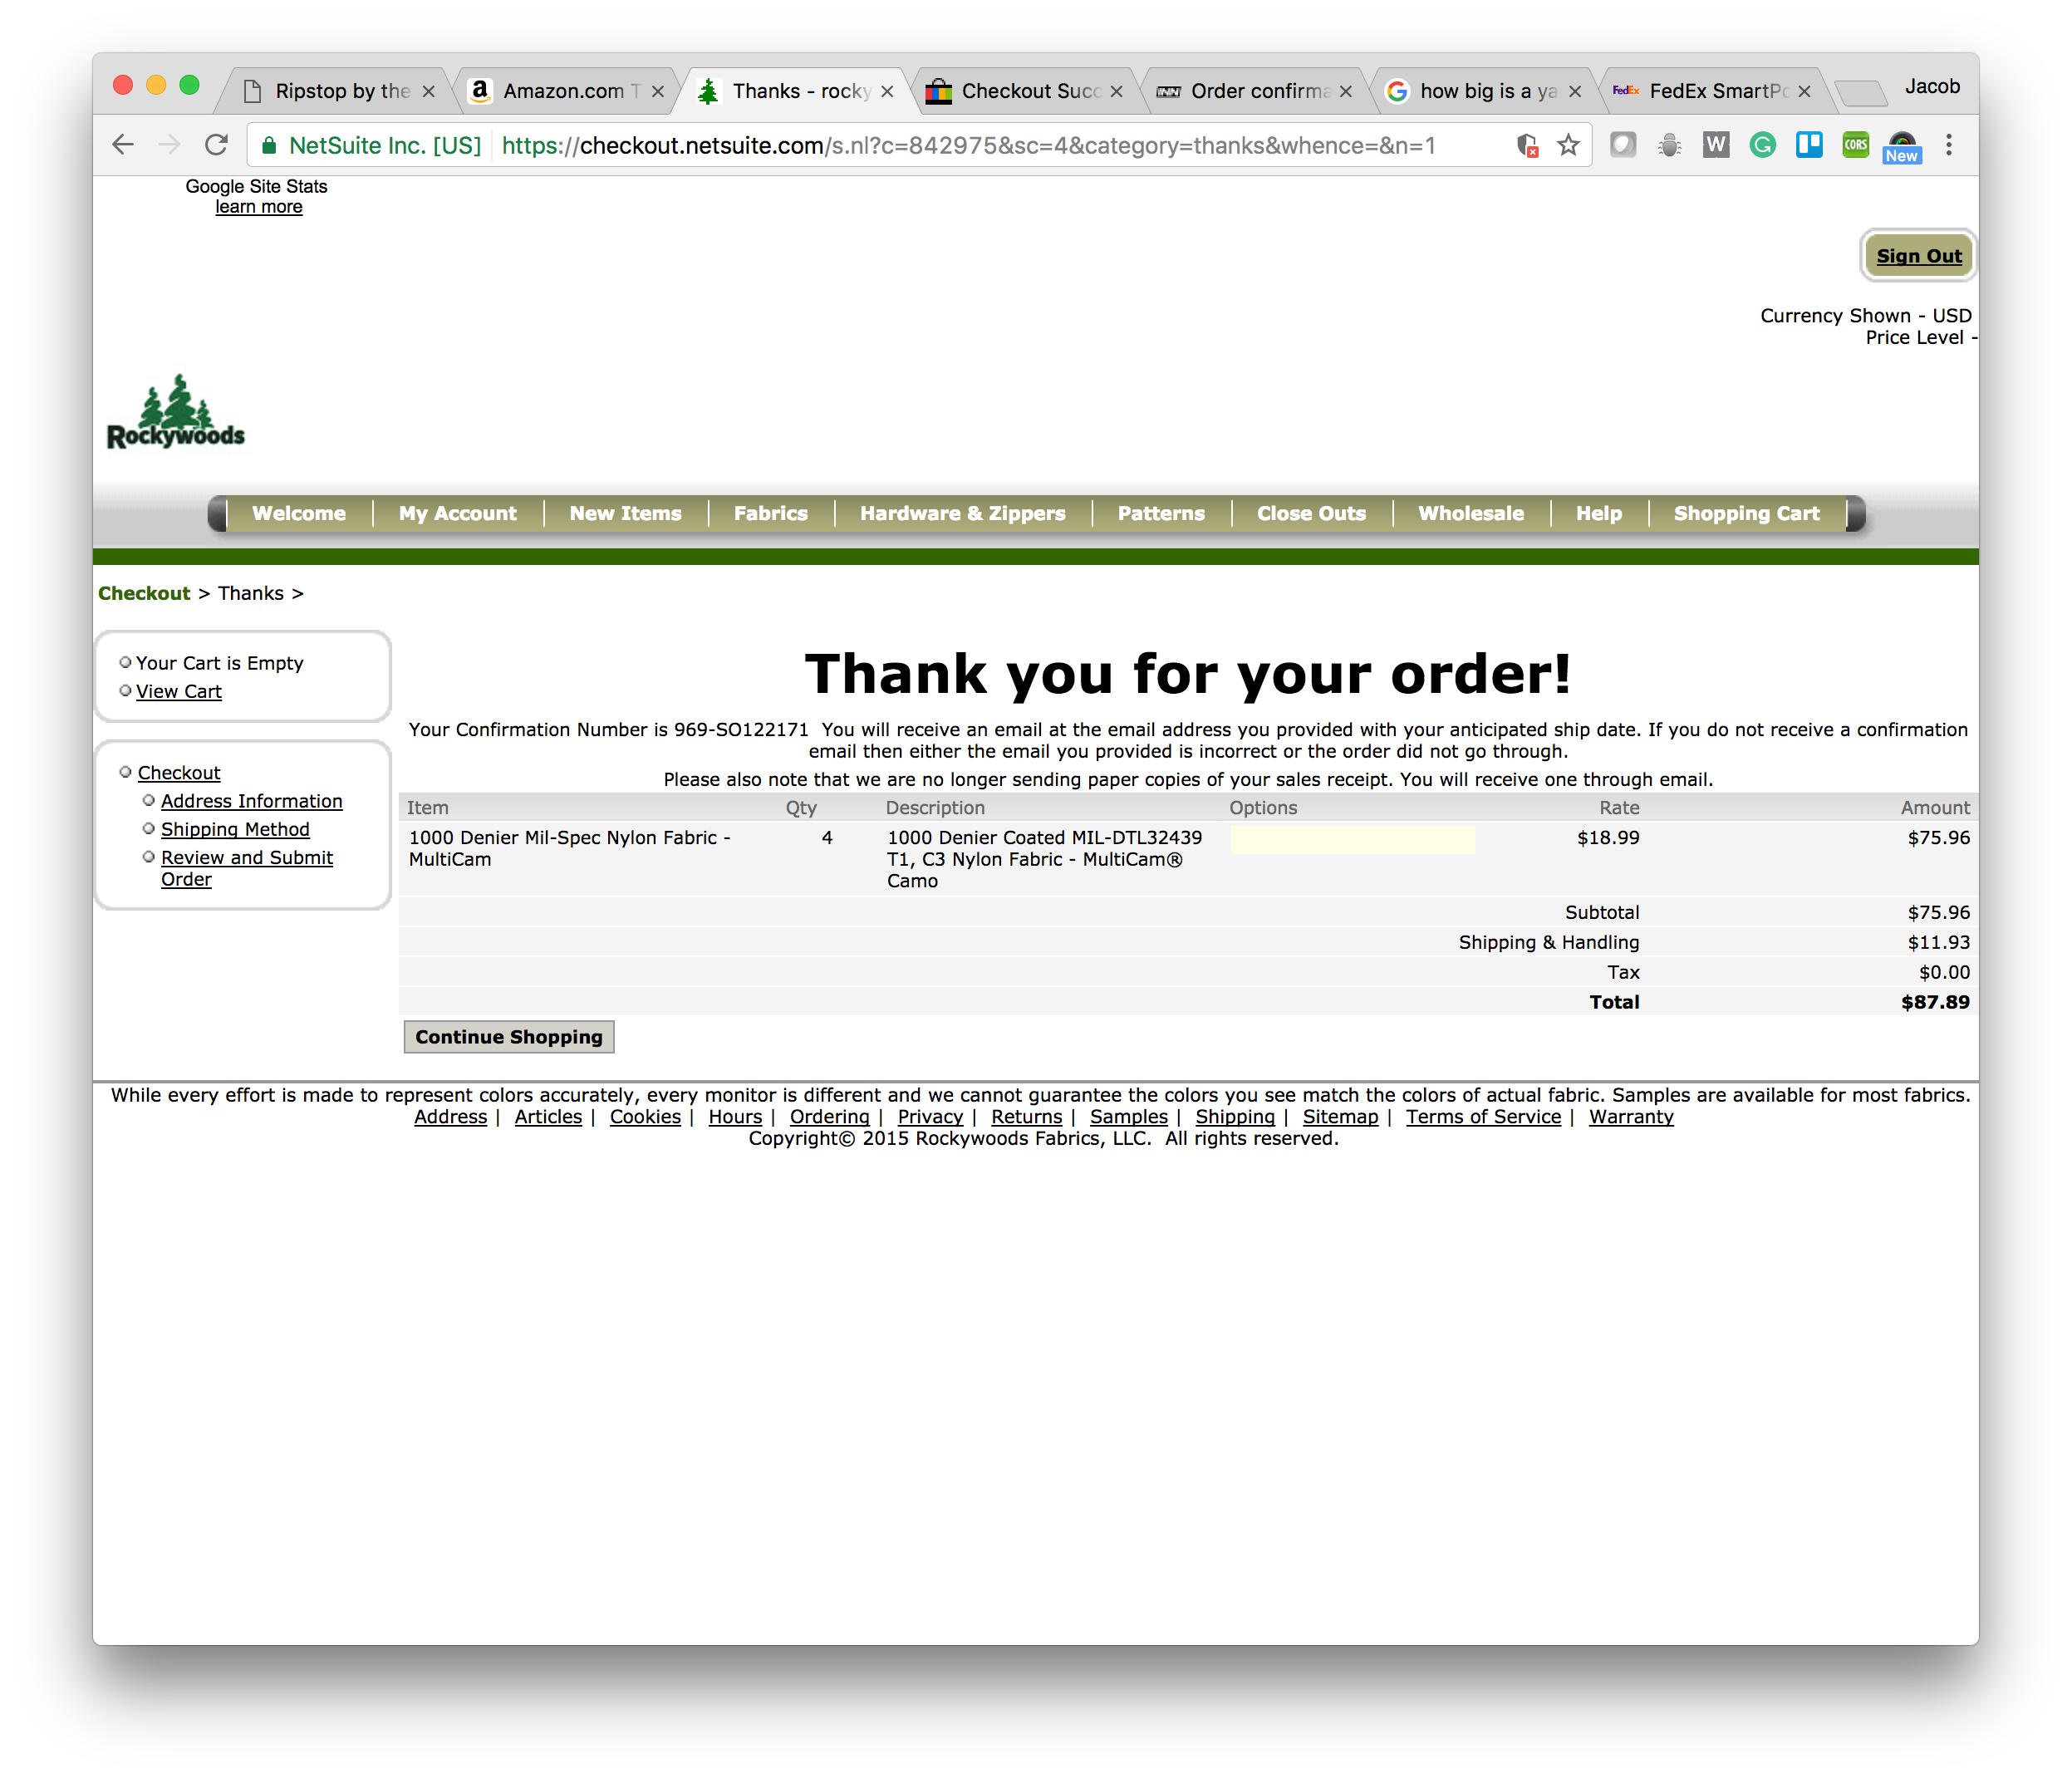 Ripstop by the
Amazon.com T
Thanks - rocky
Checkout Succ
Order confirma
how big is a ya
FedEx FedEx SmartPo
Jacob
NetSuite Inc. [US] https://checkout.netsuite.com/s.nl?c=842975&sc=4&category=thanks&whence=&n=1
W
CORS
New
Google Site Stats
learn more
Sign Out
Currency Shown - USD
Price Level -
Rockywoods
Welcome My Account New Items Fabrics Hardware & Zippers Patterns Close Outs Wholesale Help Shopping Cart
Checkout > Thanks >
Your Cart is Empty
View Cart
Checkout
Address Information
Shipping Method
Review and Submit
Order
Thank you for your order!
Your Confirmation Number is 969-SO122171 You will receive an email at the email address you provided with your anticipated ship date. If you do not receive a confirmation
email then either the email you provided is incorrect or the order did not go through.
Please also note that we are no longer sending paper copies of your sales receipt. You will receive one through email.
Item Qty Description Options Rate Amount
1000 Denier Mil-Spec Nylon Fabric - 4 1000 Denier Coated MIL-DTL32439 $18.99 $75.96
MultiCam T1, C3 Nylon Fabric - MultiCam®
Camo
Subtotal $75.96
Shipping & Handling $11.93
Tax $0.00
Total $87.89
Continue Shopping
While every effort is made to represent colors accurately, every monitor is different and we cannot guarantee the colors you see match the colors of actual fabric. Samples are available for most fabrics.
Address | Articles | Cookies | Hours | Ordering | Privacy | Returns | Samples | Shipping | Sitemap | Terms of Service | Warranty
Copyright© 2015 Rockywoods Fabrics, LLC. All rights reserved.